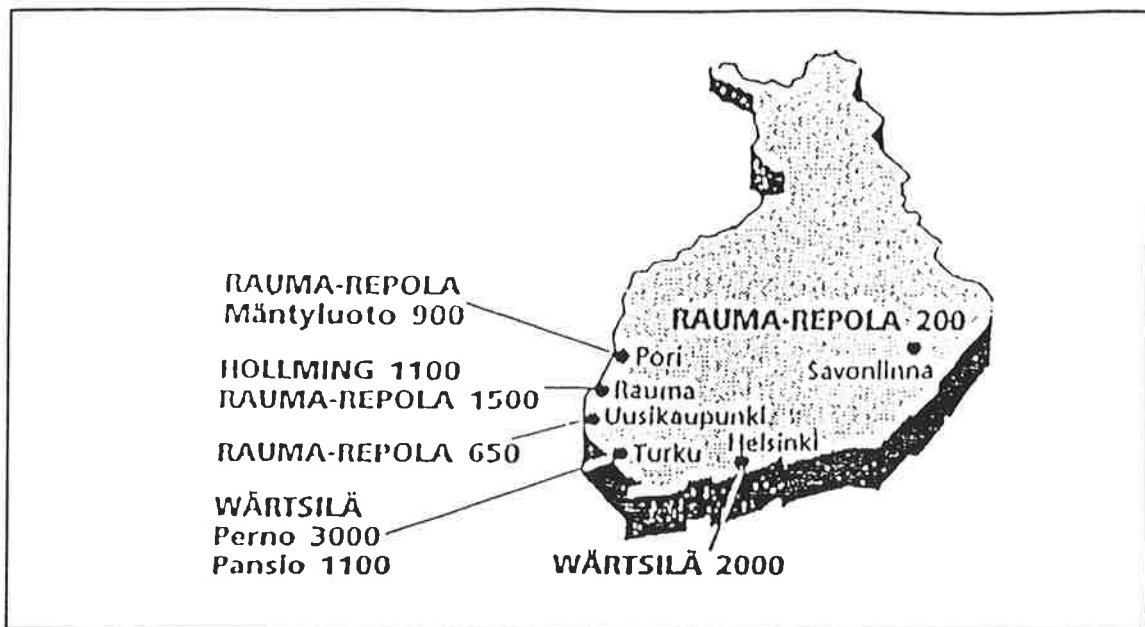 RAUMA-REPOLA
Mäntyluoto 900
RAUMA-REPOLA 200
Pori
Savonlinna
HOLLMING 1100
RAUMA-REPOLA 1500
Rauma
Uusikaupunki
RAUMA-REPOLA 650
Turku
Helsinki
WÄRTSILÄ
Perno 3000
Pansio 1100
WÄRTSILÄ 2000